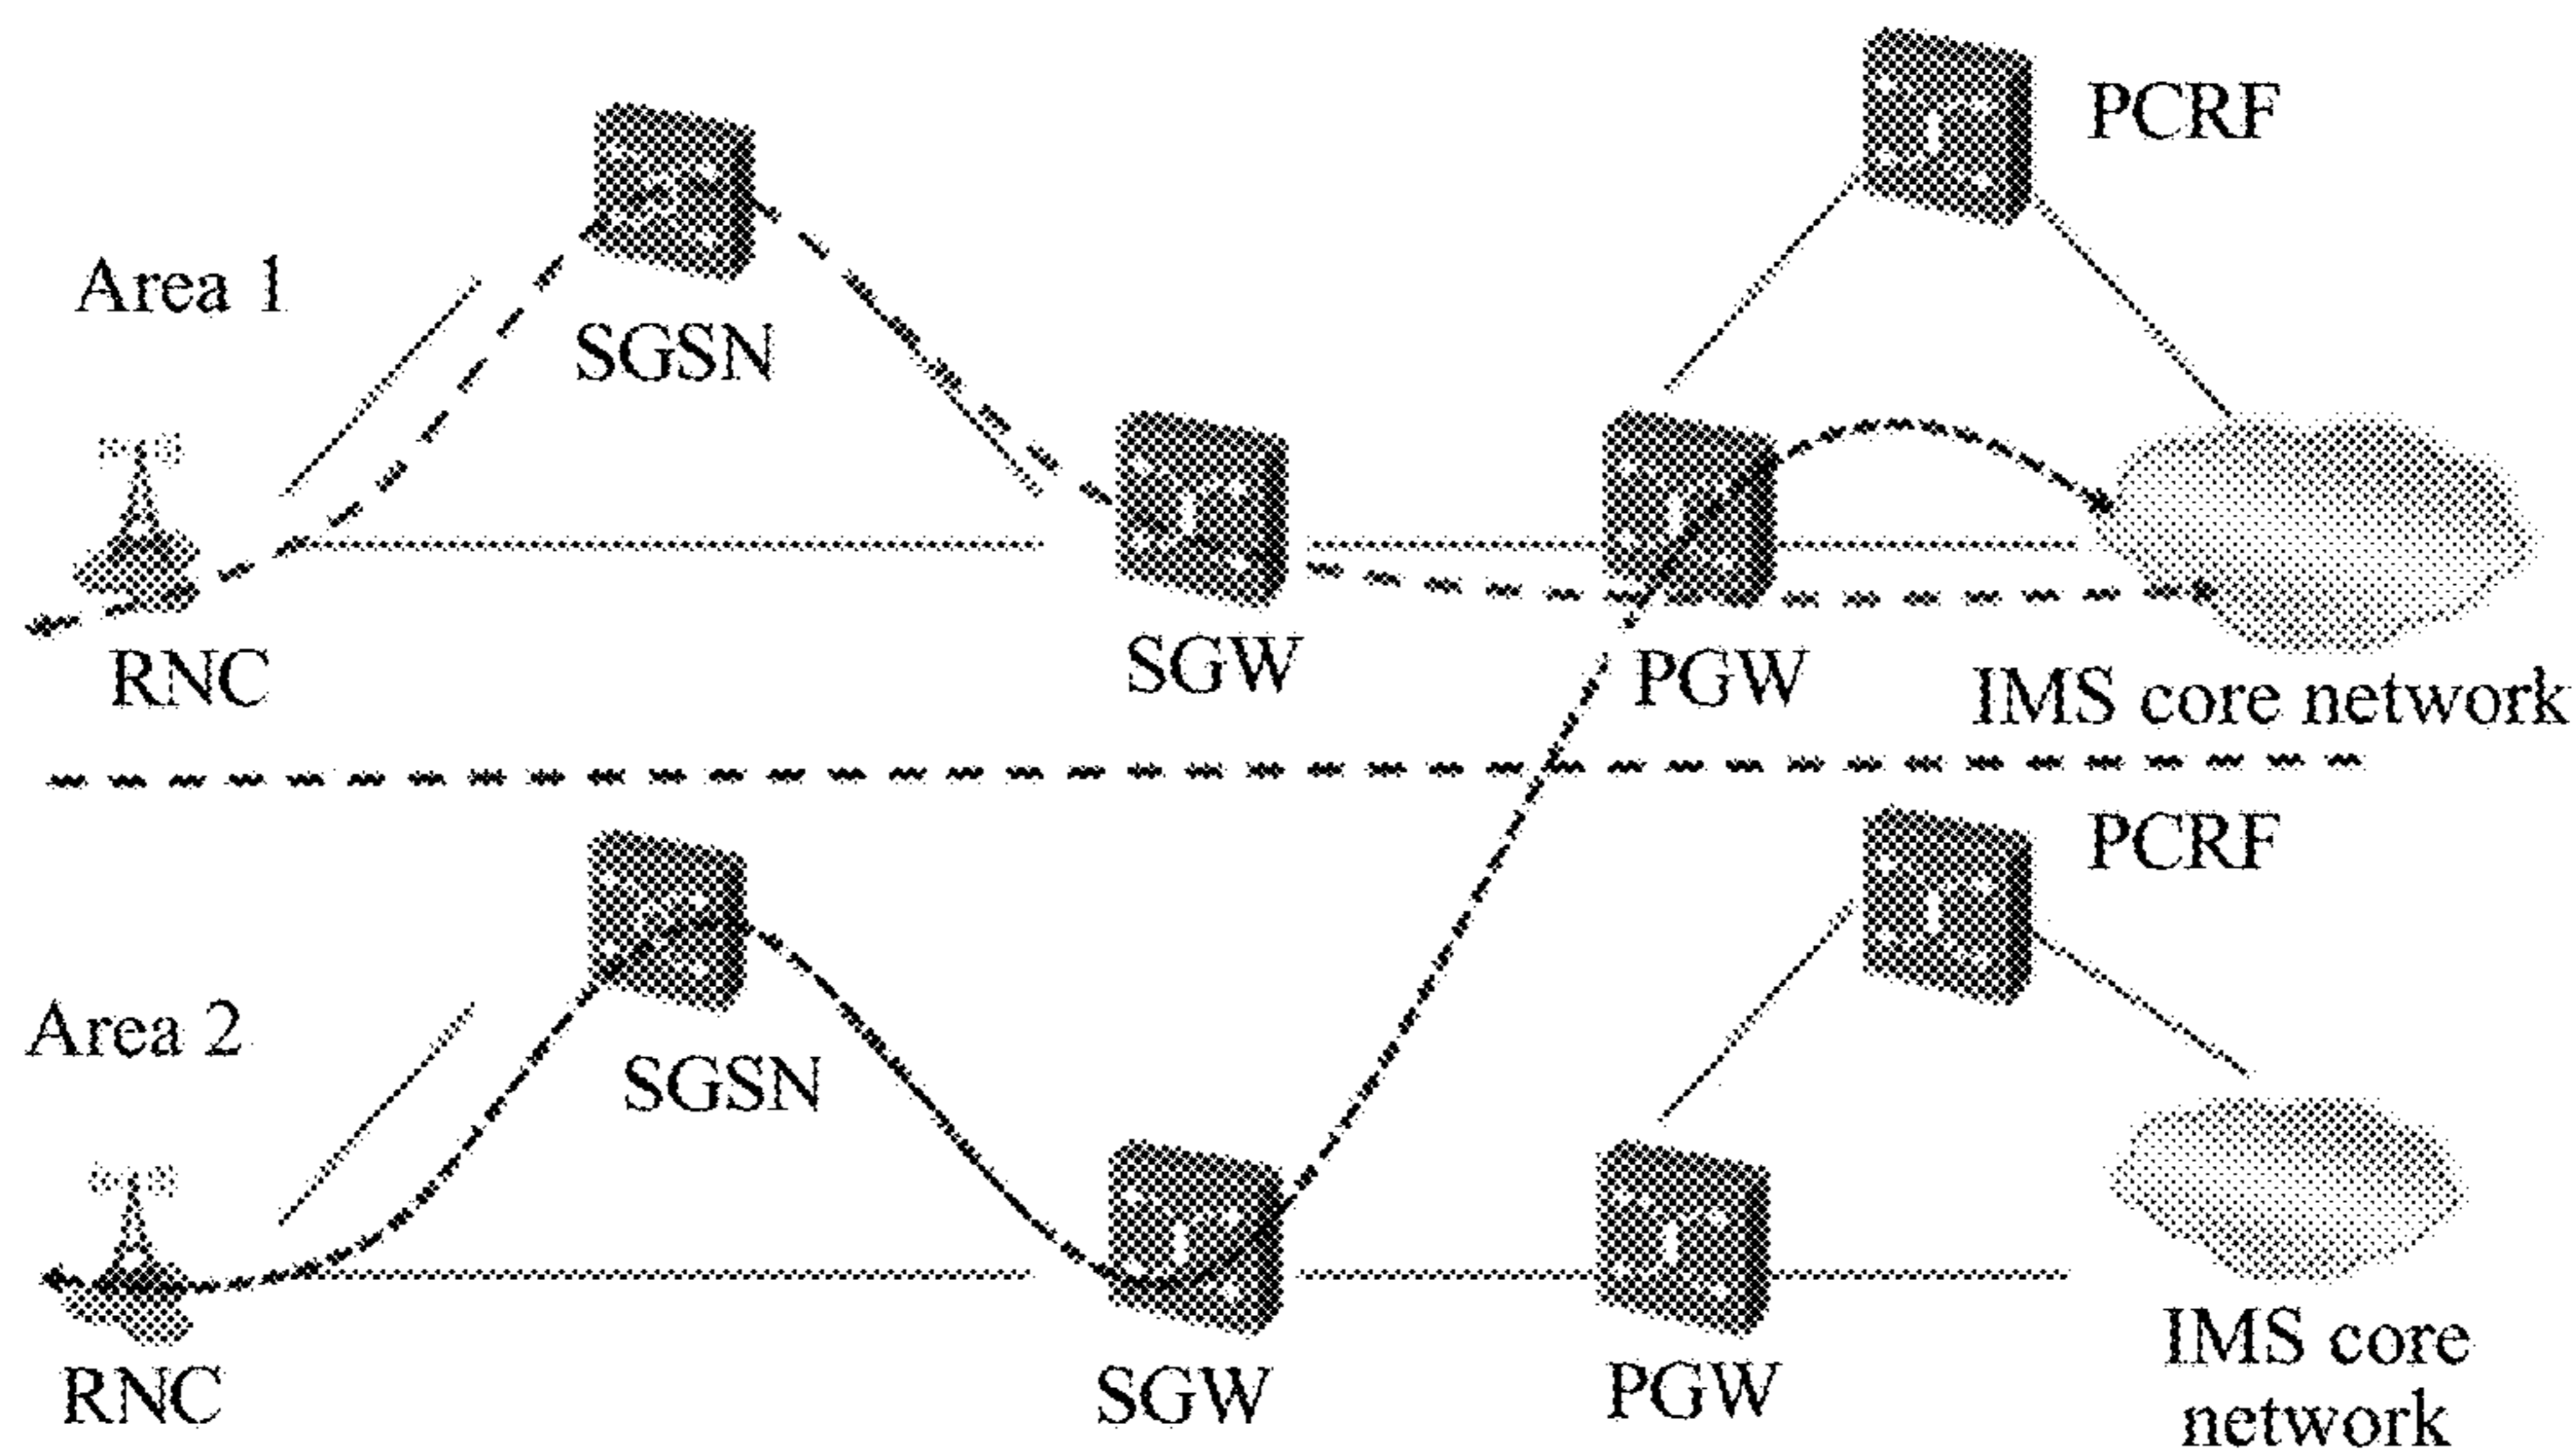 PCRF
Area 1
SGSN
RNC
SGW
PGW
IMS core network
PCRF
Area 2
SGSN
RNC
SGW
PGW
IMS core
network